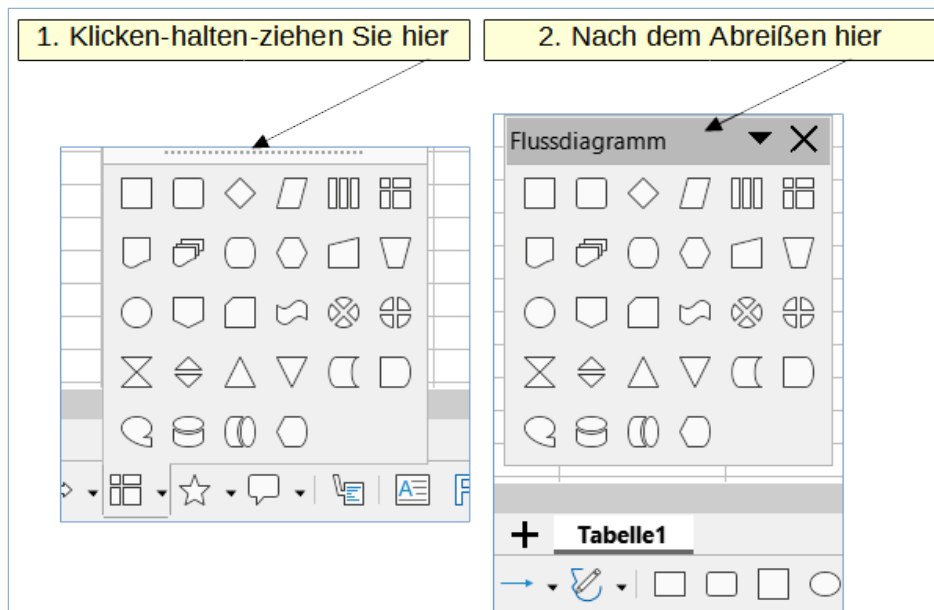 1. Klicken-halten-ziehen Sie hier
2. Nach dem Abreißen hier
Flussdiagramm
A
Tabelle1